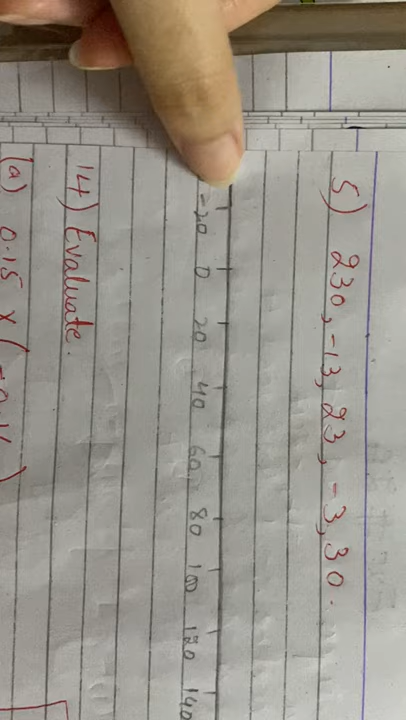 5) 230, -13, 23, -3, 30.
-20 0 20 40 60 80 100 120 140
14) Evaluate.
(a) 0.15 × (